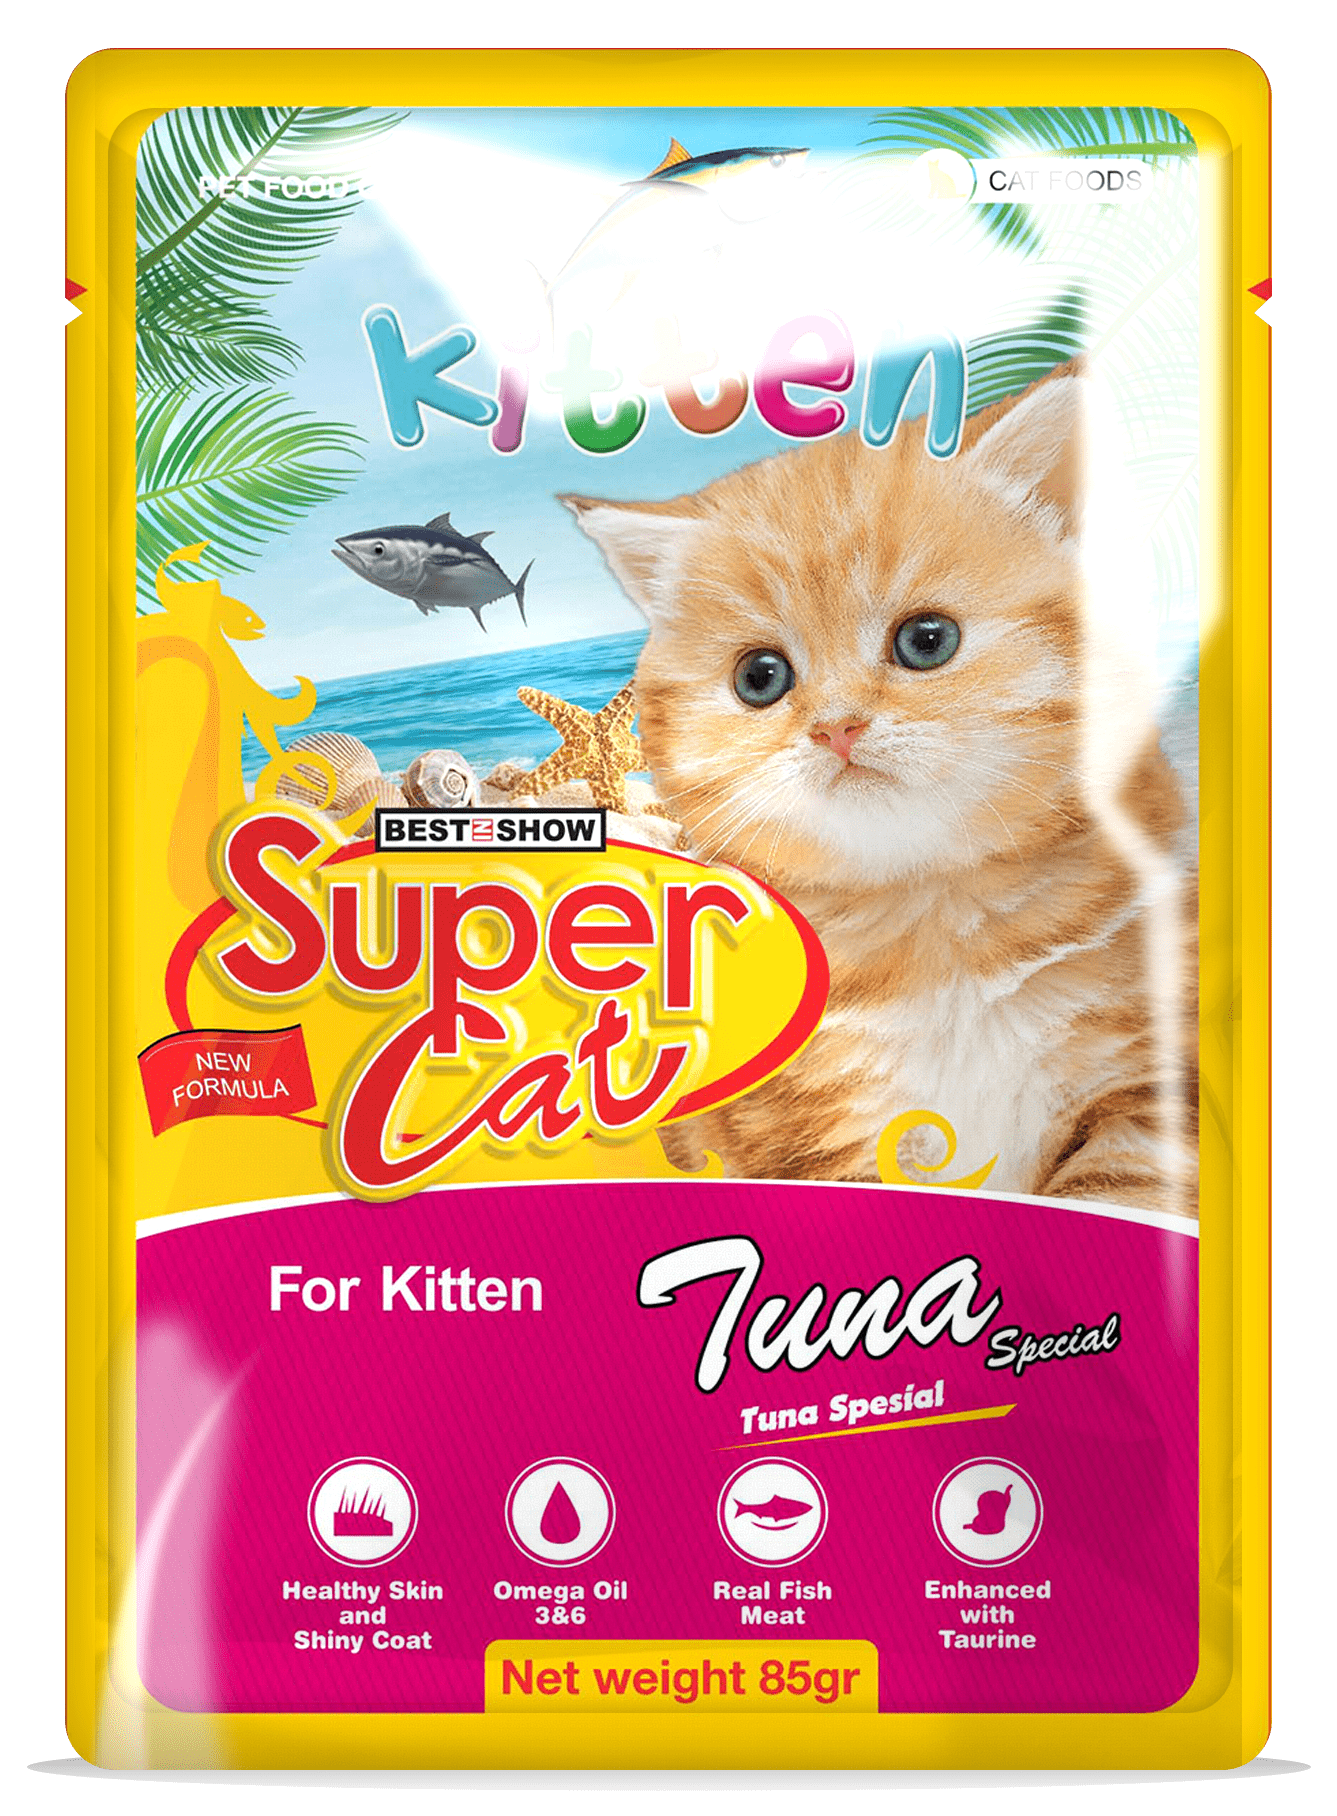 PET FOOD
CAT FOODS
kitten
BEST IN SHOW
Super
Cat
NEW
FORMULA
For Kitten
Tuna
Special
Tuna Spesial
Healthy Skin
and
Shiny Coat
Omega Oil
3&6
Real Fish
Meat
Enhanced
with
Taurine
Net weight 85gr